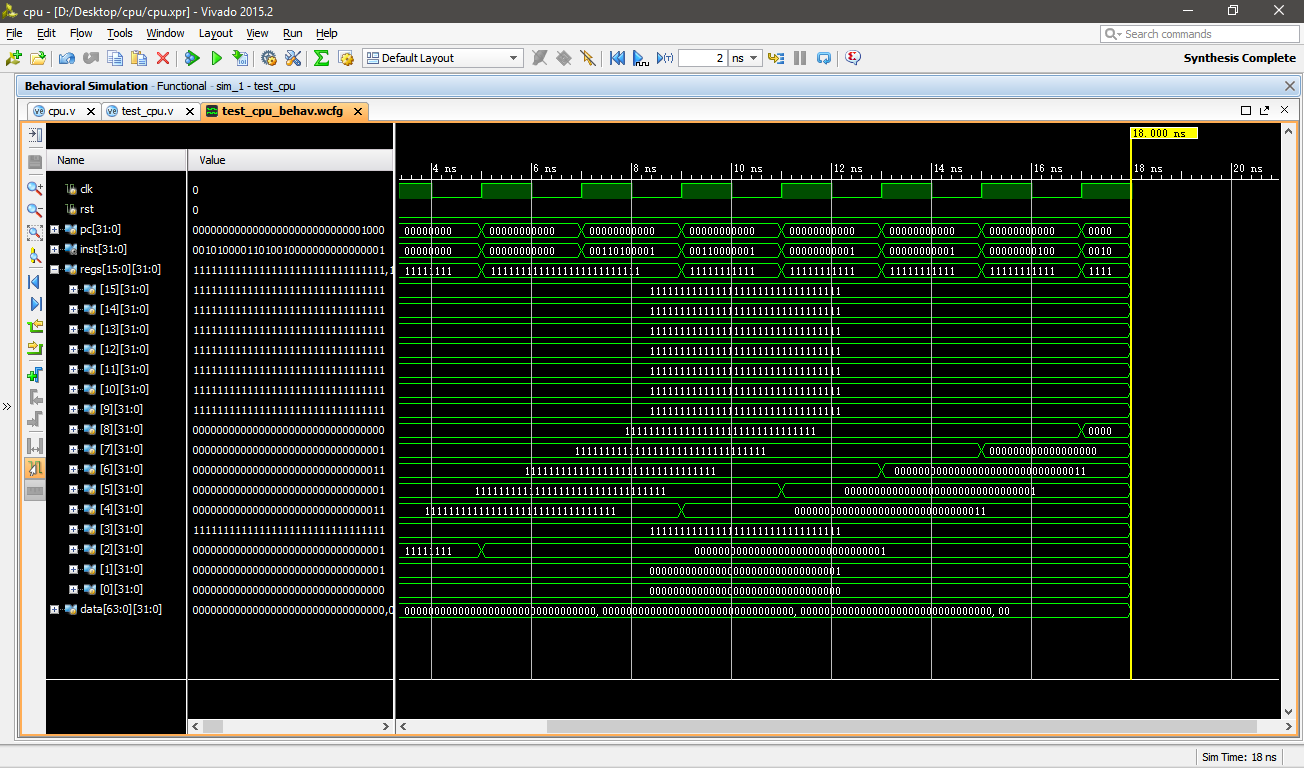 cpu - [D:/Desktop/cpu/cpu.xpr] - Vivado 2015.2
File Edit Flow Tools Window Layout View Run Help
Search commands
Default Layout 2 ns Synthesis Complete
Behavioral Simulation - Functional - sim_1 - test_cpu
cpu.v test_cpu.v test_cpu_behav.wcfg
18.000 ns
Name Value 4 ns 6 ns 8 ns 10 ns 12 ns 14 ns 16 ns 18 ns 20 ns
clk 0
rst 0
pc[31:0] 00000000000000000000000000001000 00000000 00000000000 00000000000 00000000000 00000000000 00000000000 00000000000 0000
inst[31:0] 00101000011010010000000000000001 00000000 00000000000 00110100001 00110000001 00000000001 00000000001 00000000100 0010
regs[15:0][31:0] 11111111111111111111111111111111,1 11111111 1111111111111111111111111 11111111111 11111111111 11111111111 11111111111 1111
[15][31:0] 11111111111111111111111111111111 11111111111111111111111111111111
[14][31:0] 11111111111111111111111111111111 11111111111111111111111111111111
[13][31:0] 11111111111111111111111111111111 11111111111111111111111111111111
[12][31:0] 11111111111111111111111111111111 11111111111111111111111111111111
[11][31:0] 11111111111111111111111111111111 11111111111111111111111111111111
[10][31:0] 11111111111111111111111111111111 11111111111111111111111111111111
[9][31:0] 11111111111111111111111111111111 11111111111111111111111111111111
[8][31:0] 00000000000000000000000000000000 11111111111111111111111111111111 0000
[7][31:0] 00000000000000000000000000000001 11111111111111111111111111111111 000000000000000000
[6][31:0] 00000000000000000000000000000011 11111111111111111111111111111111 00000000000000000000000000000011
[5][31:0] 00000000000000000000000000000001 11111111111111111111111111111111 00000000000000000000000000000001
[4][31:0] 00000000000000000000000000000011 11111111111111111111111111111111 00000000000000000000000000000011
[3][31:0] 11111111111111111111111111111111 11111111111111111111111111111111
[2][31:0] 00000000000000000000000000000001 11111111 00000000000000000000000000000001
[1][31:0] 00000000000000000000000000000001 00000000000000000000000000000001
[0][31:0] 00000000000000000000000000000000 00000000000000000000000000000000
data[63:0][31:0] 00000000000000000000000000000000,0 00000000000000000000000000000000, 00000000000000000000000000000000, 00000000000000000000000000000000, 00
Sim Time: 18 ns